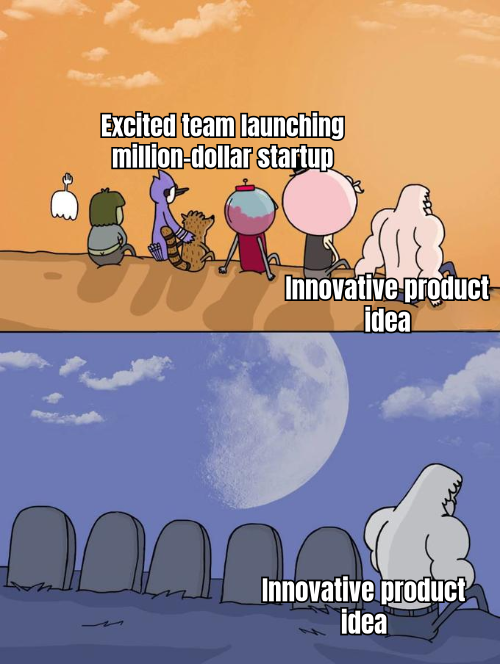 Excited team launching
million-dollar startup
Innovative product
idea
Innovative product
idea